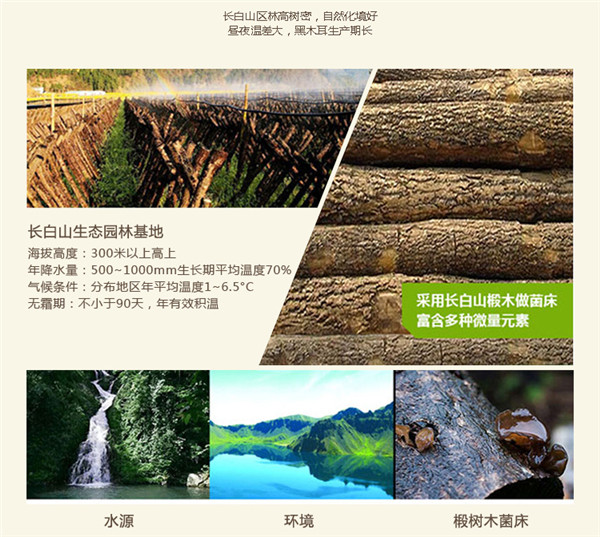 长白山区林高树密，自然化境好
昼夜温差大，黑木耳生产期长
长白山生态园林基地
海拔高度：300米以上高上
年降水量：500~1000mm生长期平均温度70%
气候条件：分布地区年平均温度1~6.5°C
无霜期：不小于90天，年有效积温
采用长白山椴木做菌床
富含多种微量元素
水源
环境
椴树木菌床